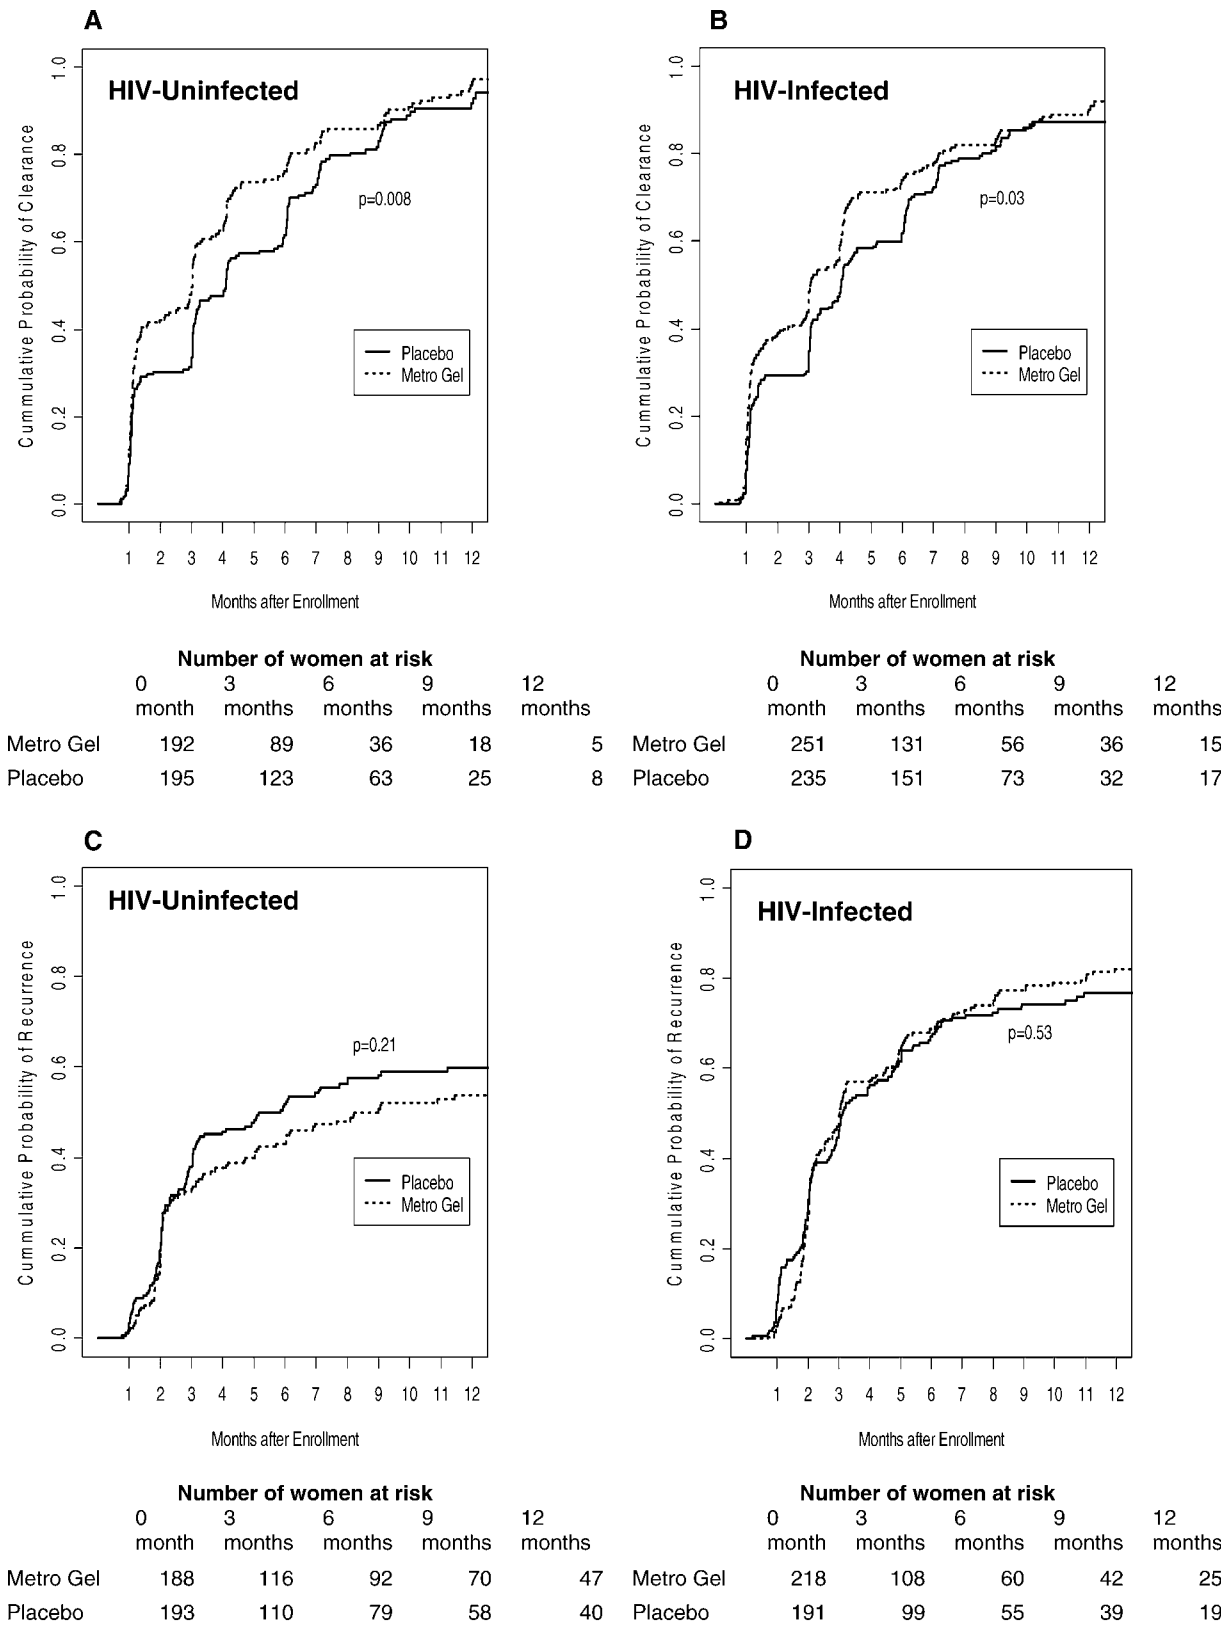 A
HIV-Uninfected
Cummulative Probability of Clearance
1.0
0.8
0.6
0.4
0.2
0.0
p=0.008
Placebo
Metro Gel
1 2 3 4 5 6 7 8 9 10 11 12
Months after Enrollment
Number of women at risk
0 3 6 9 12
month months months months months
Metro Gel 192 89 36 18 5
Placebo 195 123 63 25 8
B
HIV-Infected
Cummulative Probability of Clearance
1.0
0.8
0.6
0.4
0.2
0.0
p=0.03
Placebo
Metro Gel
1 2 3 4 5 6 7 8 9 10 11 12
Months after Enrollment
Number of women at risk
0 3 6 9 12
month months months months months
Metro Gel 251 131 56 36 15
Placebo 235 151 73 32 17
C
HIV-Uninfected
Cummulative Probability of Recurrence
1.0
0.8
0.6
0.4
0.2
0.0
p=0.21
Placebo
Metro Gel
1 2 3 4 5 6 7 8 9 10 11 12
Months after Enrollment
Number of women at risk
0 3 6 9 12
month months months months months
Metro Gel 188 116 92 70 47
Placebo 193 110 79 58 40
D
HIV-Infected
Cummulative Probability of Recurrence
1.0
0.8
0.6
0.4
0.2
0.0
p=0.53
Placebo
Metro Gel
1 2 3 4 5 6 7 8 9 10 11 12
Months after Enrollment
Number of women at risk
0 3 6 9 12
month months months months months
Metro Gel 218 108 60 42 25
Placebo 191 99 55 39 19